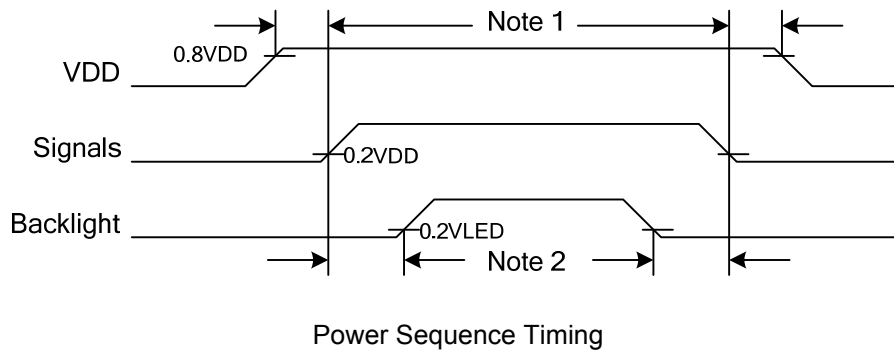 Note 1
0.8VDD
VDD
Signals
0.2VDD
Backlight
0.2VLED
Note 2
Power Sequence Timing